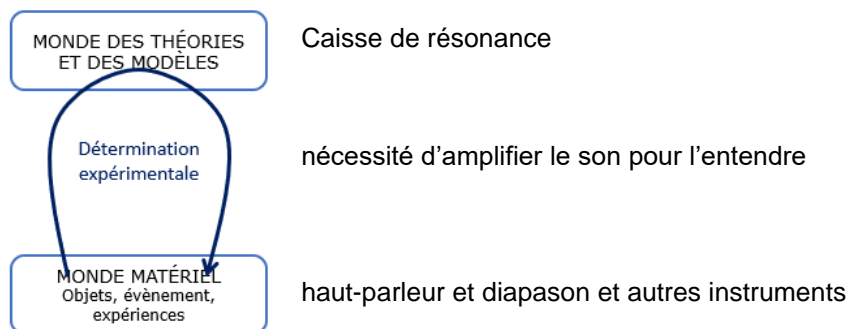 MONDE DES THÉORIES
ET DES MODÈLES
Caisse de résonance
Détermination
expérimentale
nécessité d'amplifier le son pour l'entendre
MONDE MATÉRIEL
Objets, évènement,
expériences
haut-parleur et diapason et autres instruments